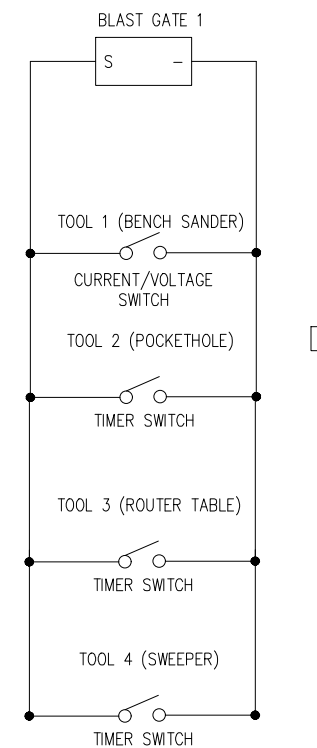 BLAST GATE 1
S –
TOOL 1 (BENCH SANDER)
CURRENT/VOLTAGE
SWITCH
TOOL 2 (POCKETHOLE)
TIMER SWITCH
TOOL 3 (ROUTER TABLE)
TIMER SWITCH
TOOL 4 (SWEEPER)
TIMER SWITCH